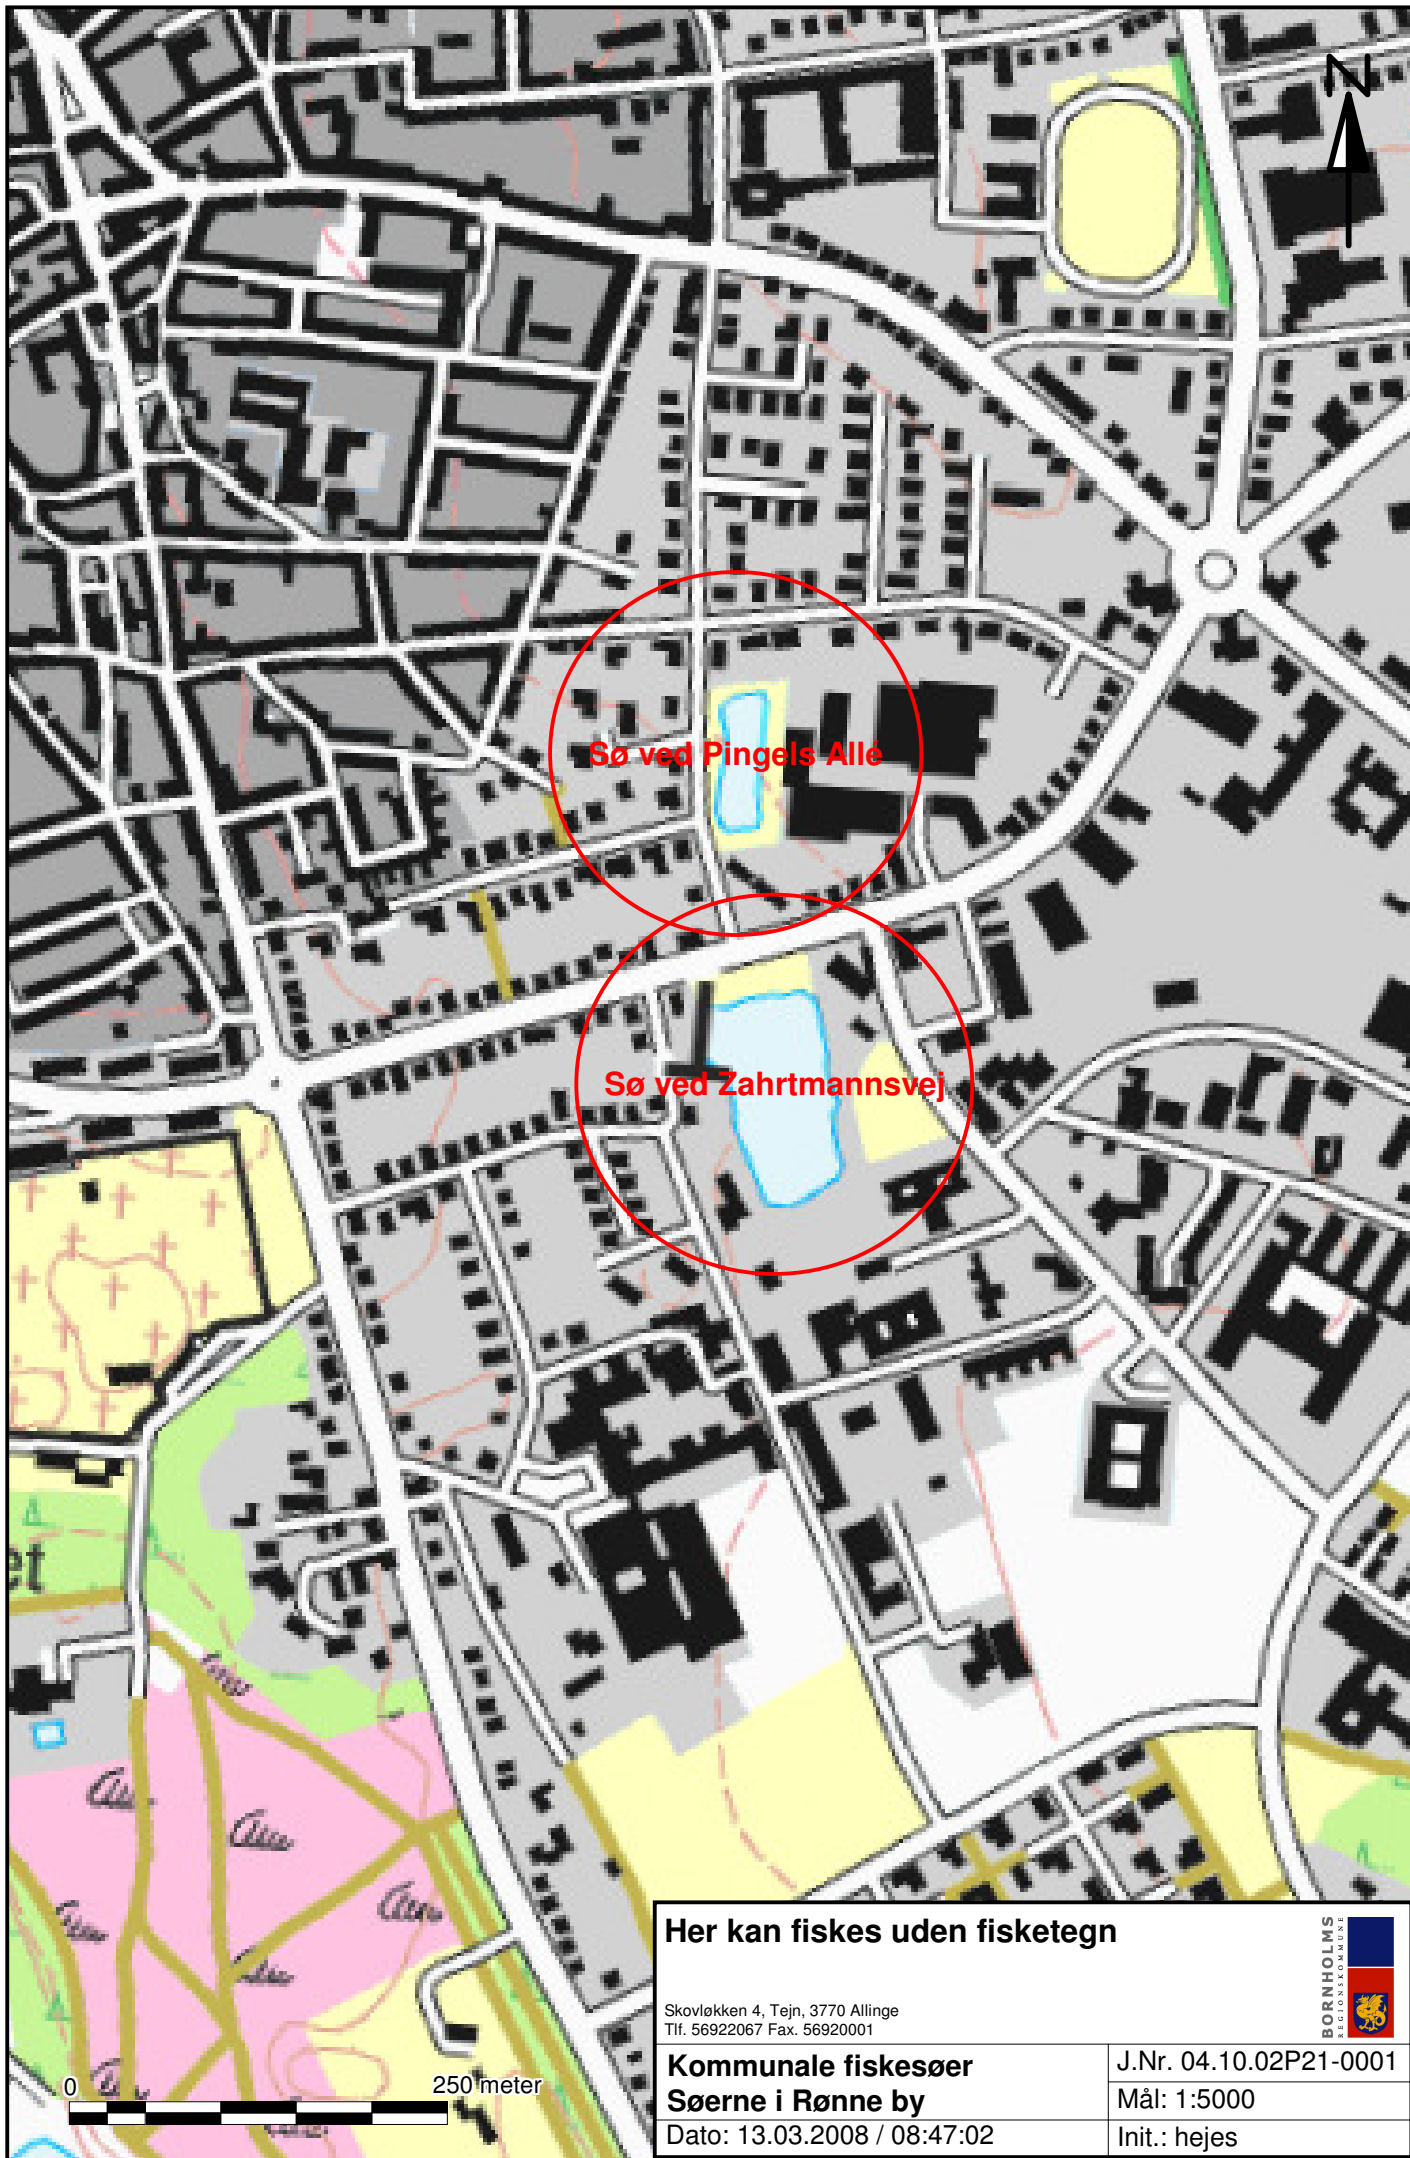 N
Sø ved Pingels Allé
Sø ved Zahrtmannsvej
et
0
250 meter
Her kan fiskes uden fisketegn
BORNHOLMS
REGIONSKOMMUNE
Skovløkken 4, Tejn, 3770 Allinge
Tlf. 56922067 Fax. 56920001
Kommunale fiskesøer
Søerne i Rønne by
Dato: 13.03.2008 / 08:47:02
J.Nr. 04.10.02P21-0001
Mål: 1:5000
Init.: hejes